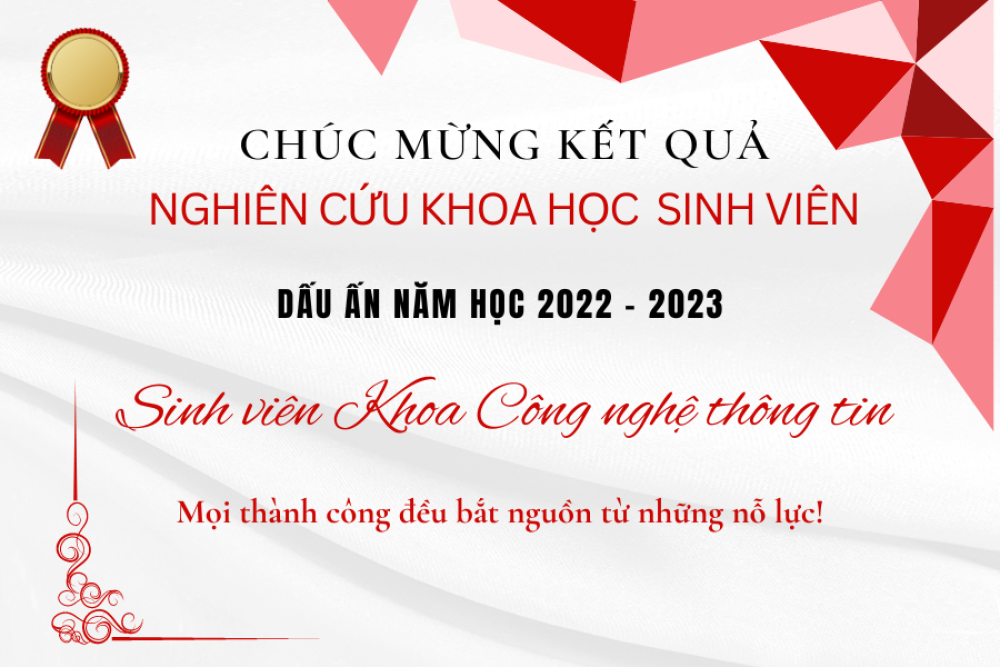 CHÚC MỪNG KẾT QUẢ
NGHIÊN CỨU KHOA HỌC SINH VIÊN
DẤU ẤN NĂM HỌC 2022 - 2023
Sinh viên Khoa Công nghệ thông tin
Mọi thành công đều bắt nguồn từ những nỗ lực!